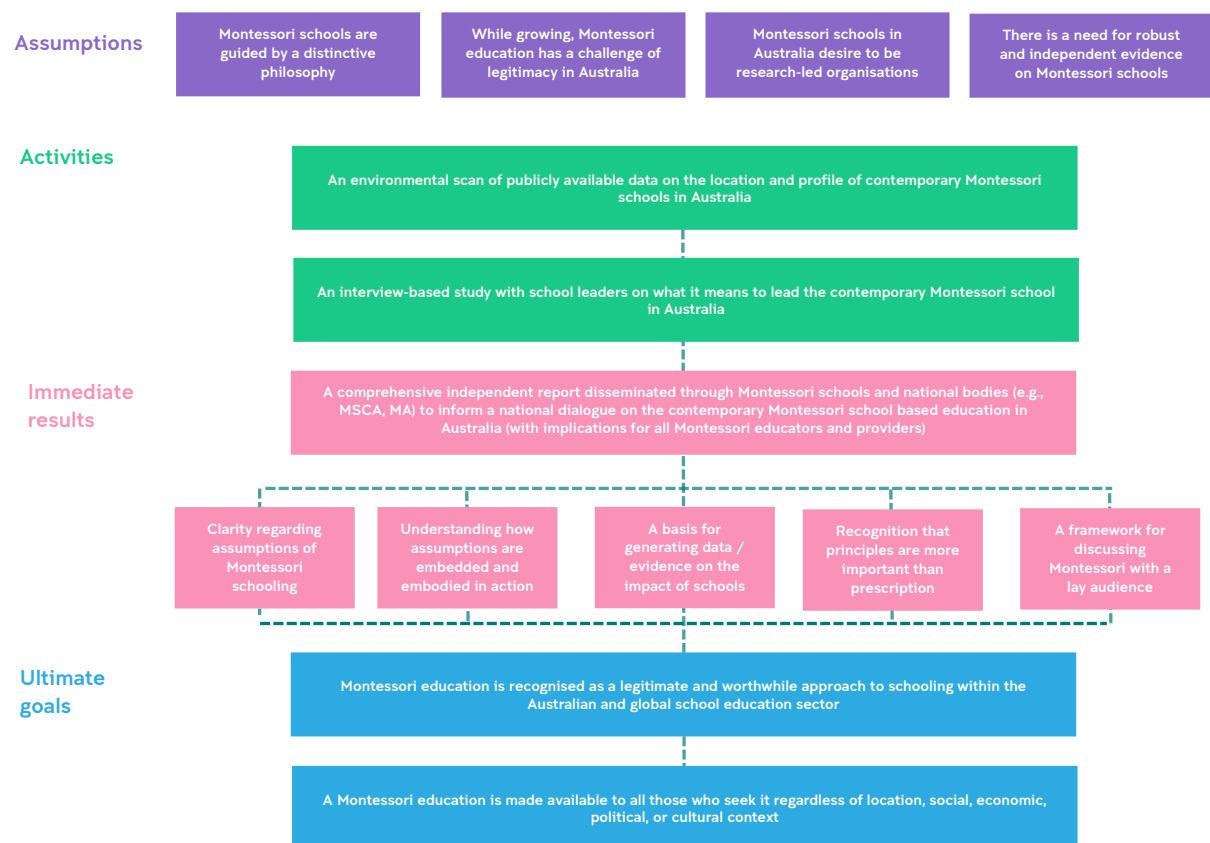 Assumptions
Montessori schools are
guided by a distinctive
philosophy
While growing, Montessori
education has a challenge of
legitimacy in Australia
Montessori schools in
Australia desire to be
research-led organisations
There is a need for robust
and independent evidence
on Montessori schools
Activities
An environmental scan of publicly available data on the location and profile of contemporary Montessori
schools in Australia
An interview-based study with school leaders on what it means to lead the contemporary Montessori school
in Australia
Immediate
results
A comprehensive independent report disseminated through Montessori schools and national bodies (e.g.,
MSCA, MA) to inform a national dialogue on the contemporary Montessori school based education in
Australia (with implications for all Montessori educators and providers)
Clarity regarding
assumptions of
Montessori
schooling
Understanding how
assumptions are
embedded and
embodied in action
A basis for
generating data /
evidence on the
impact of schools
Recognition that
principles are more
important than
prescription
A framework for
discussing
Montessori with a
lay audience
Ultimate
goals
Montessori education is recognised as a legitimate and worthwhile approach to schooling within the
Australian and global school education sector
A Montessori education is made available to all those who seek it regardless of location, social, economic,
political, or cultural context